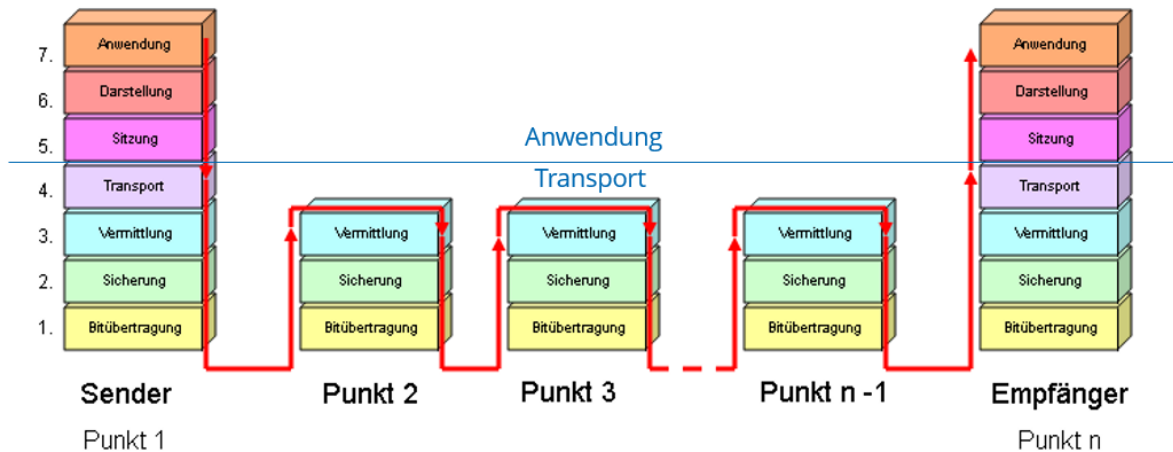 7.
Anwendung
Anwendung
6.
Darstellung
Darstellung
5.
Sitzung
Sitzung
Anwendung
Transport
4.
Transport
Transport
3.
Vermittlung
Vermittlung
Vermittlung
Vermittlung
Vermittlung
2.
Sicherung
Sicherung
Sicherung
Sicherung
Sicherung
1.
Bitübertragung
Bitübertragung
Bitübertragung
Bitübertragung
Bitübertragung
Sender
Punkt 2
Punkt 3
Punkt n -1
Empfänger
Punkt 1
Punkt n